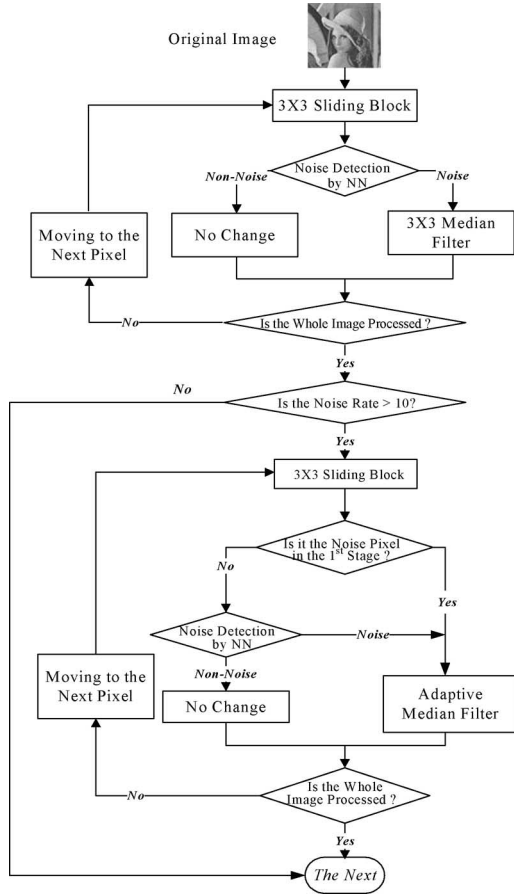 Original Image
3X3 Sliding Block
Noise Detection
by NN
Non-Noise
Noise
Moving to the
Next Pixel
No Change
3X3 Median
Filter
Is the Whole Image Processed ?
No
Yes
No
Is the Noise Rate > 10?
Yes
3X3 Sliding Block
Is it the Noise Pixel
in the 1st Stage ?
No
Yes
Noise Detection
by NN
Noise
Non-Noise
Moving to the
Next Pixel
No Change
Adaptive
Median Filter
Is the Whole
Image Processed ?
No
Yes
The Next